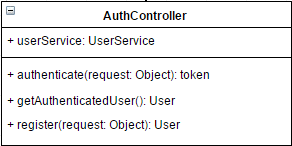 AuthController
+ userService: UserService
+ authenticate(request: Object): token
+ getAuthenticatedUser(): User
+ register(request: Object): User